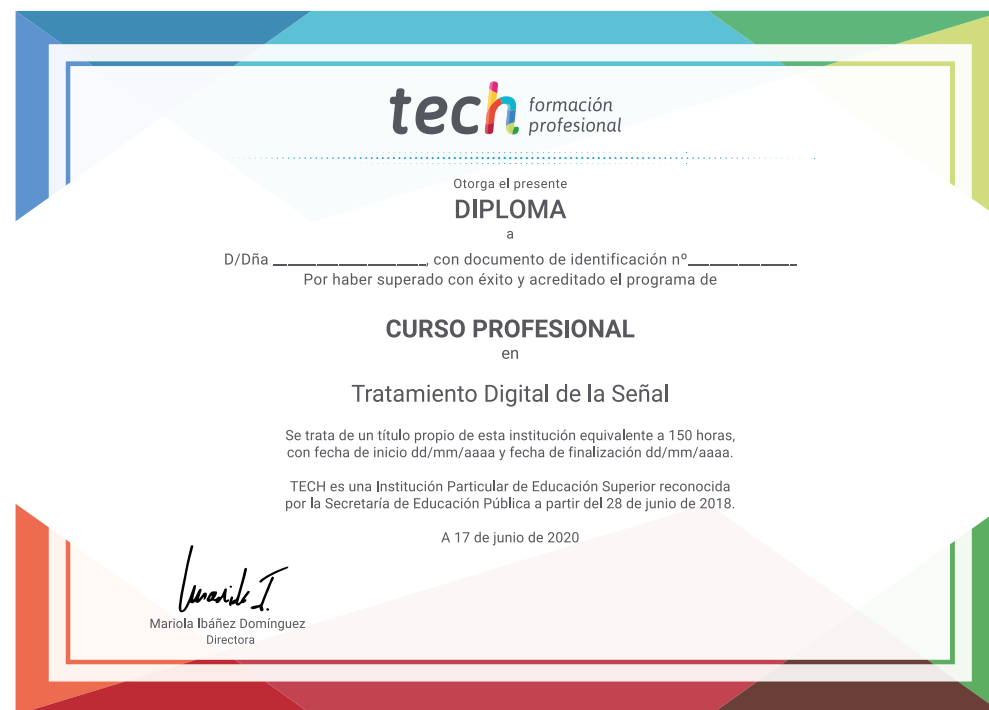 tech formación
profesional
Otorga el presente
DIPLOMA
a
D/Dña ____________________, con documento de identificación nº______________
Por haber superado con éxito y acreditado el programa de
CURSO PROFESIONAL
en
Tratamiento Digital de la Señal
Se trata de un título propio de esta institución equivalente a 150 horas,
con fecha de inicio dd/mm/aaaa y fecha de finalización dd/mm/aaaa.
TECH es una Institución Particular de Educación Superior reconocida
por la Secretaría de Educación Pública a partir del 28 de junio de 2018.
A 17 de junio de 2020
Mariola Ibáñez Domínguez
Directora